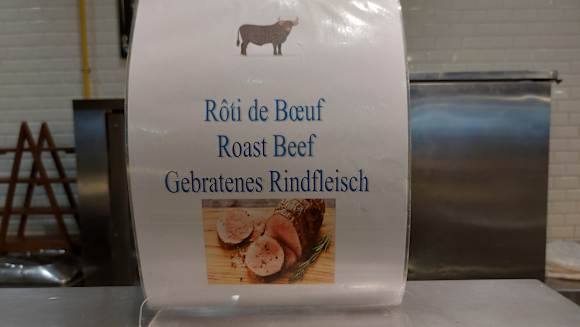 Rôti de Bœuf
Roast Beef
Gebratenes Rindfleisch